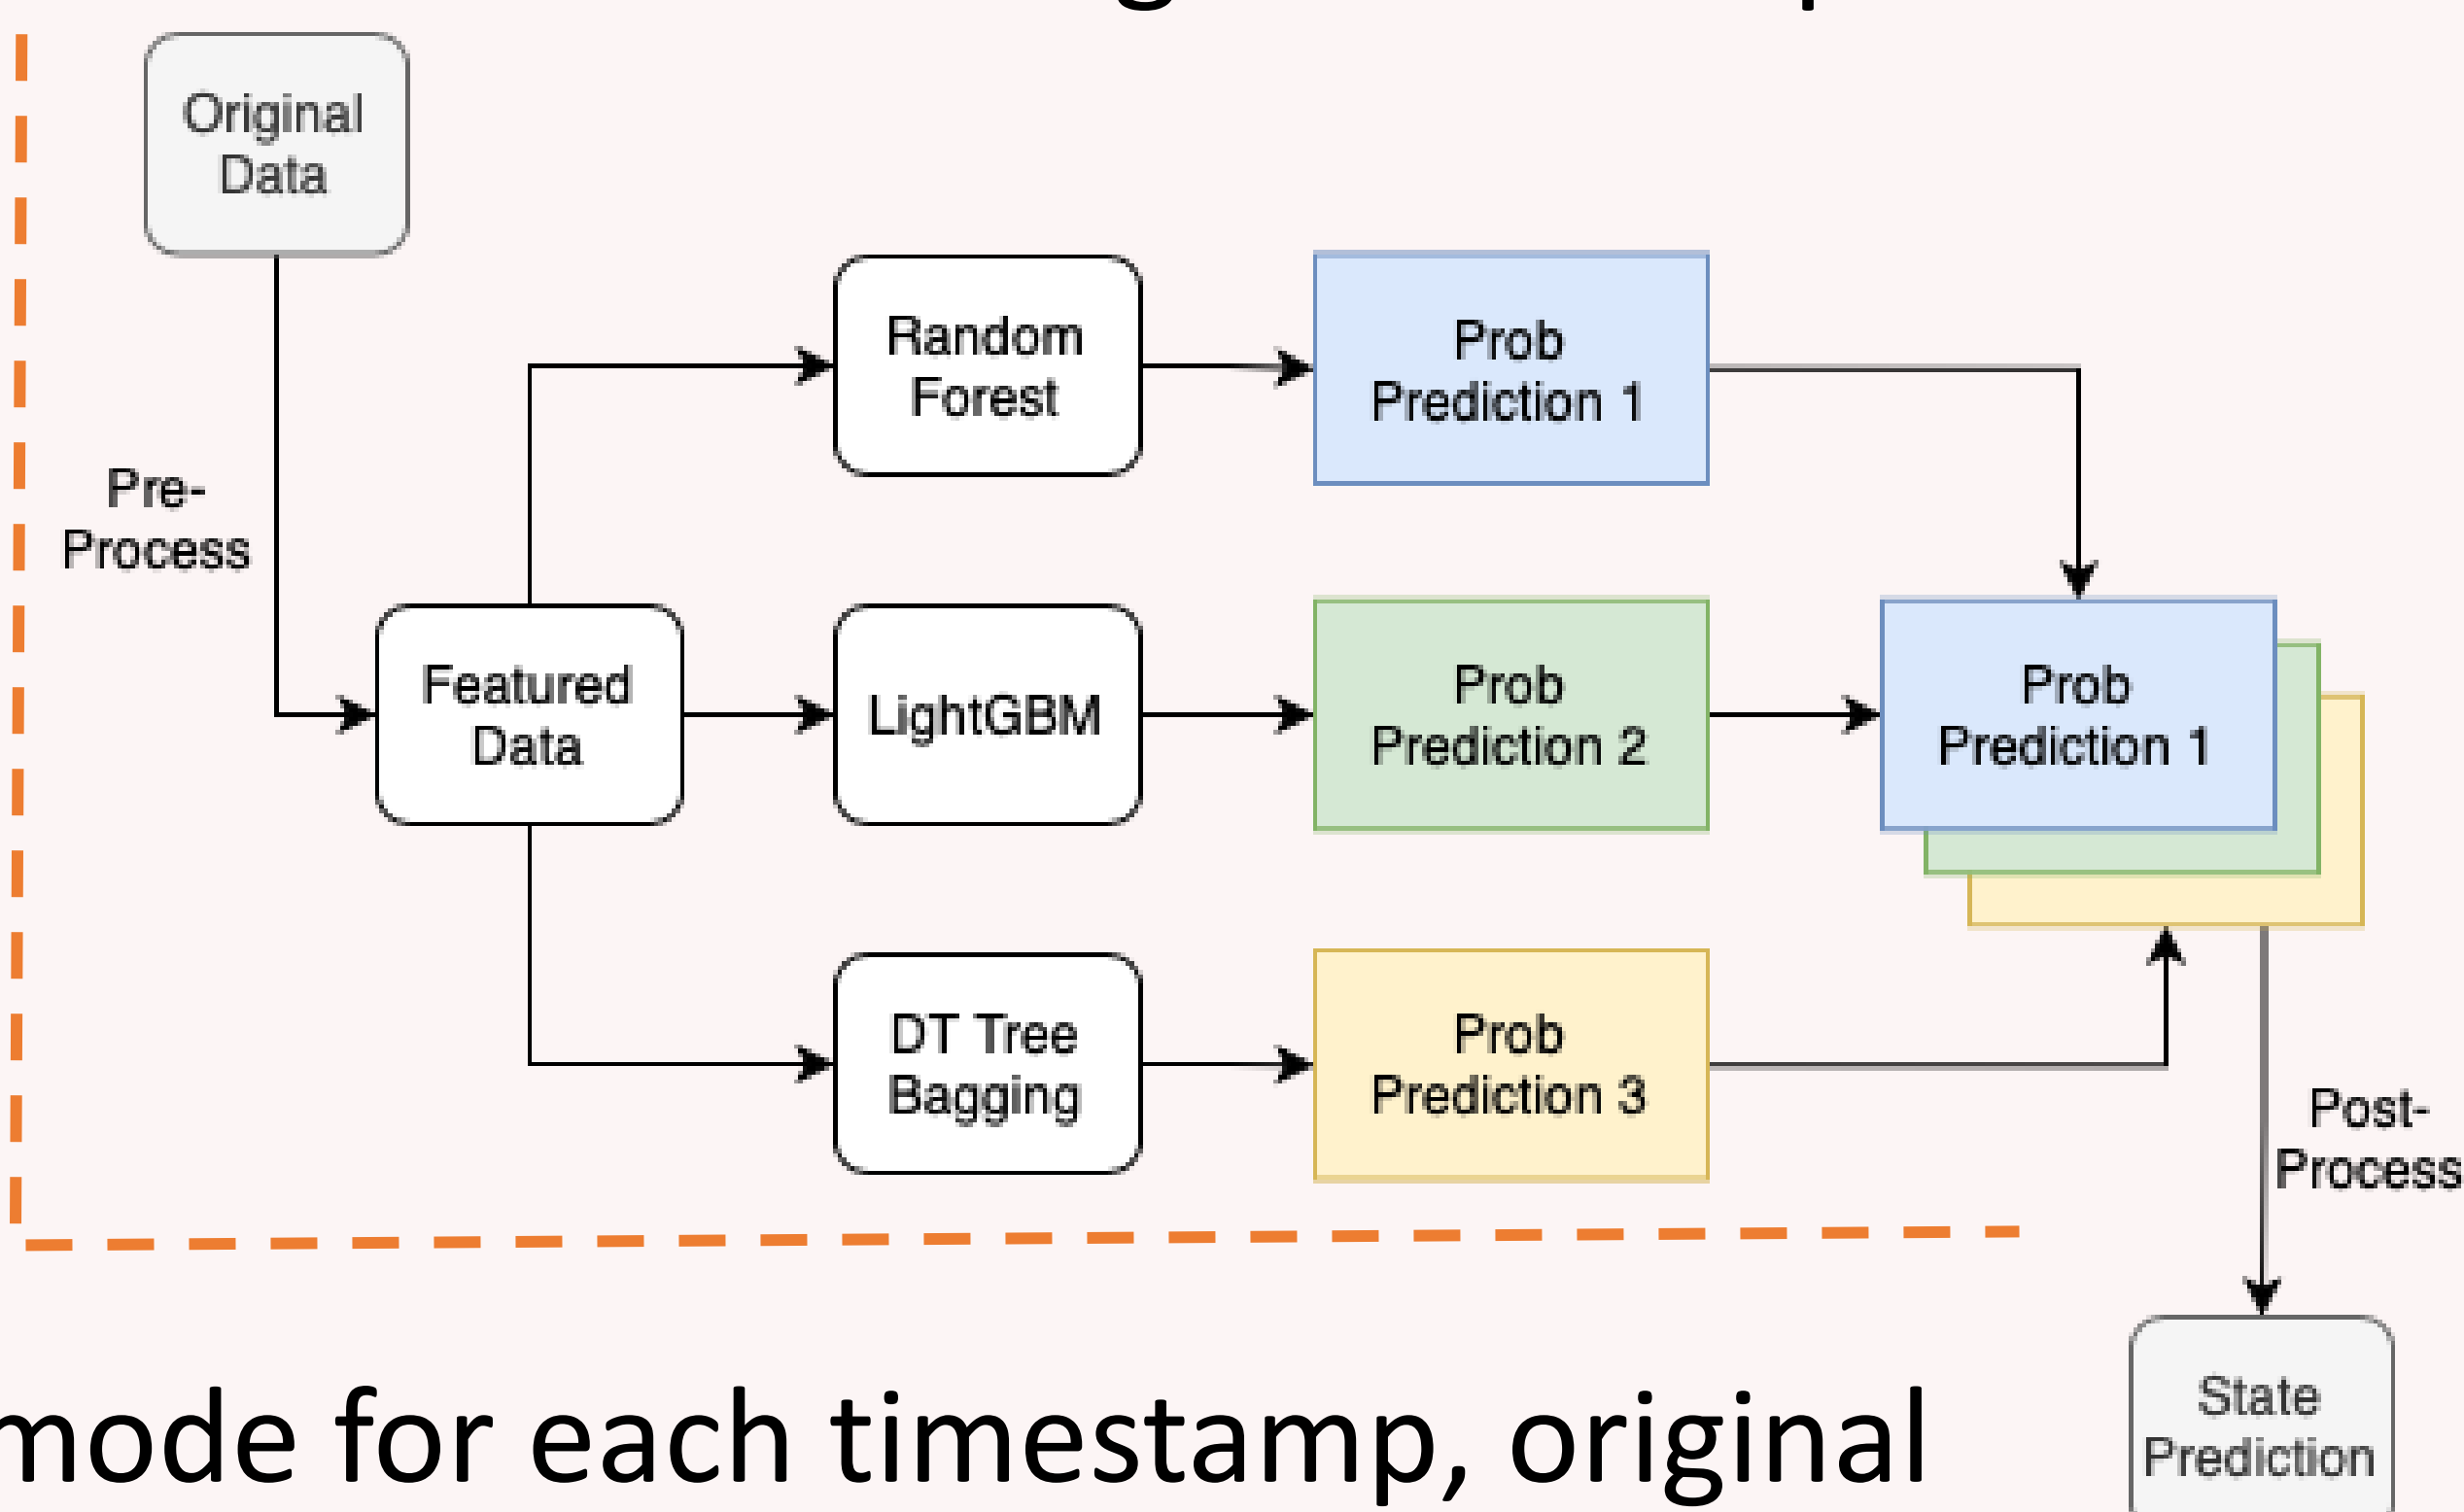 Original
Data
Pre-
Process
Featured
Data
Random
Forest
LightGBM
DT Tree
Bagging
Prob
Prediction 1
Prob
Prediction 2
Prob
Prediction 3
Prob
Prediction 1
Post-
Process
State
Prediction
mode for each timestamp, original